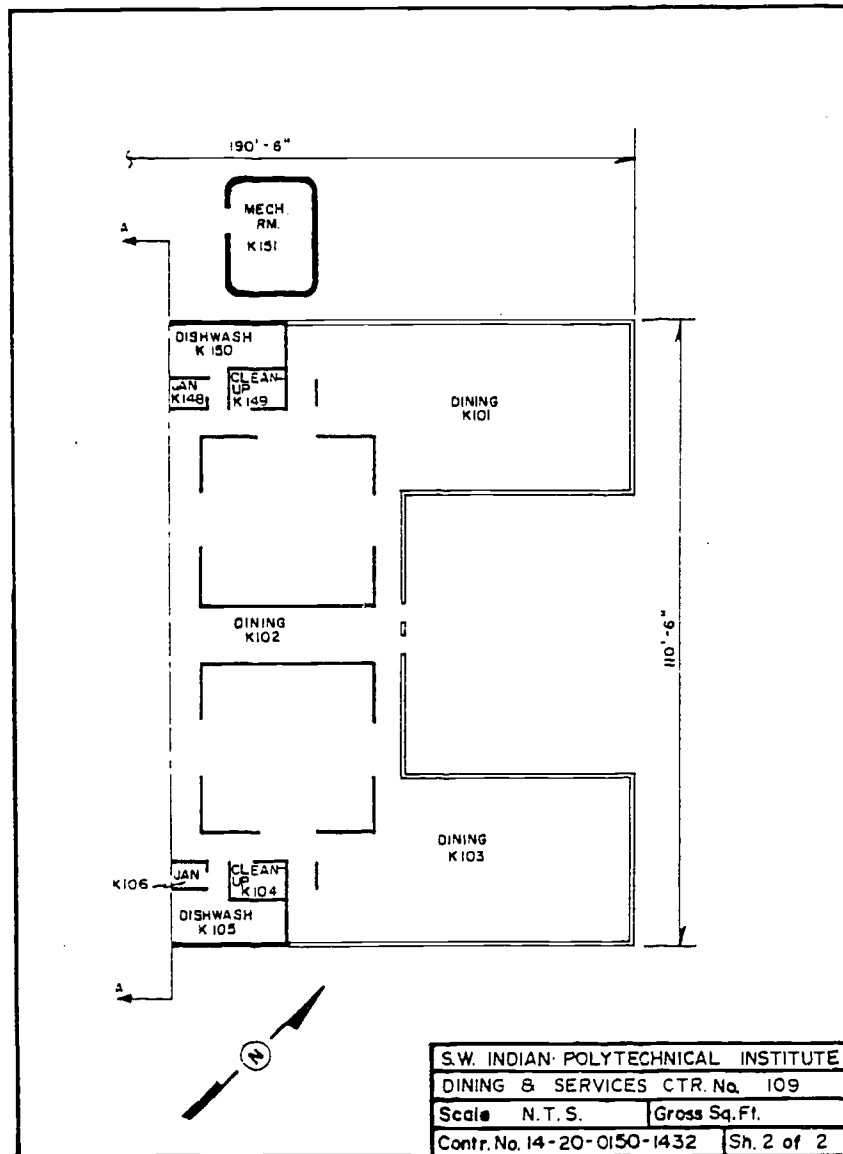 190'-6"
MECH.
RM.
K151
A
DISHWASH
K 150
JAN
K148
CLEAN-
UP
K149
DINING
K101
DINING
K102
110'-6"
DINING
K103
JAN
K106
CLEAN-
UP
K104
DISHWASH
K 105
A
N
S.W. INDIAN POLYTECHNICAL INSTITUTE
DINING & SERVICES CTR. No. 109
Scale N.T.S. Gross Sq.Ft.
Contr. No. 14-20-0150-1432 Sh. 2 of 2